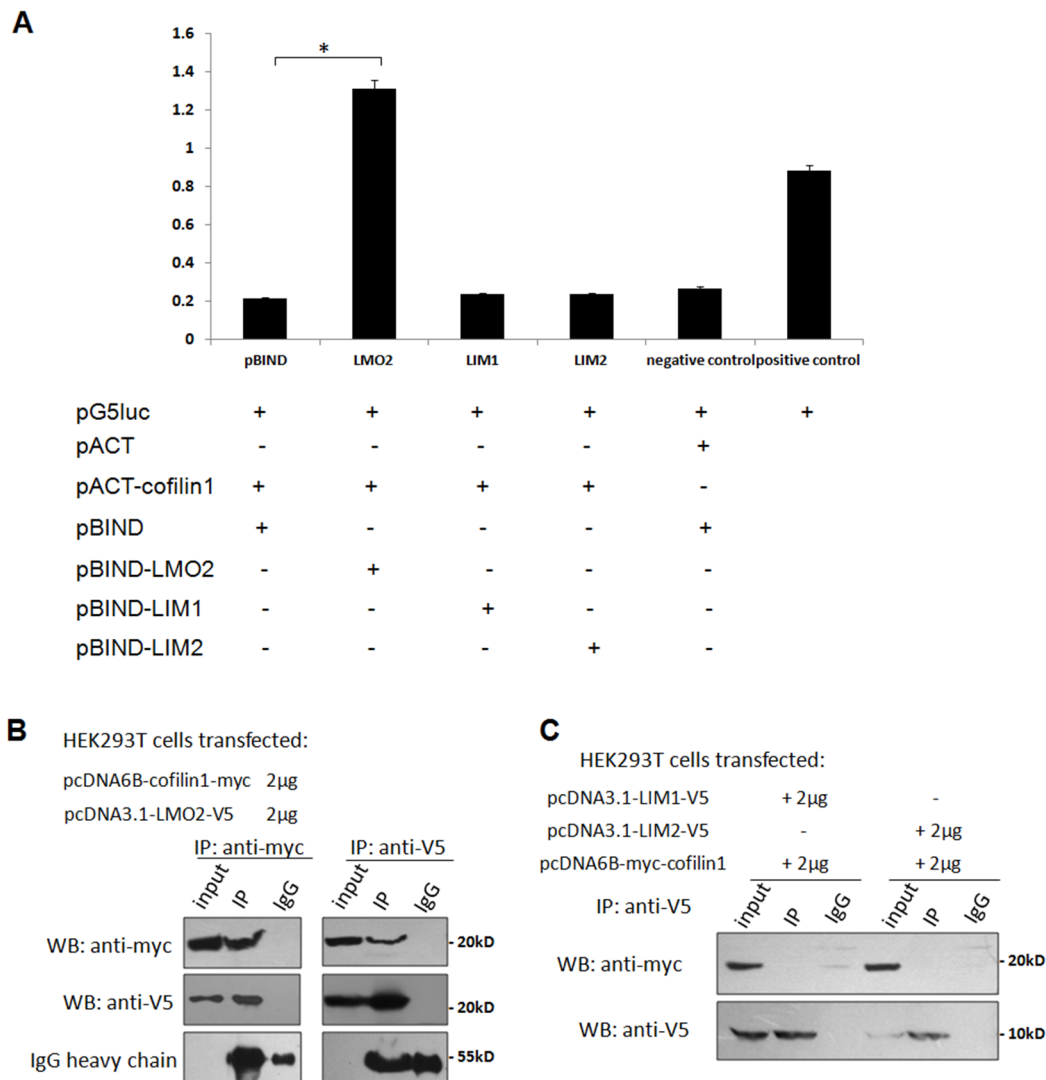 A
1.6
1.4
1.2
1
0.8
0.6
0.4
0.2
0
*
pBIND LMO2 LIM1 LIM2 negative control positive control
pG5luc + + + + + +
pACT - - - - +
pACT-cofilin1 + + + + -
pBIND + - - - +
pBIND-LMO2 - + - - -
pBIND-LIM1 - - + - -
pBIND-LIM2 - - - + -
B
HEK293T cells transfected:
pcDNA6B-cofilin1-myc 2μg
pcDNA3.1-LMO2-V5 2μg
IP: anti-myc IP: anti-V5
input IP IgG input IP IgG
WB: anti-myc - 20kD
WB: anti-V5 - 20kD
IgG heavy chain - 55kD
C
HEK293T cells transfected:
pcDNA3.1-LIM1-V5 + 2μg -
pcDNA3.1-LIM2-V5 - + 2μg
pcDNA6B-myc-cofilin1 + 2μg + 2μg
IP: anti-V5 input IP IgG input IP IgG
WB: anti-myc - 20kD
WB: anti-V5 - 10kD